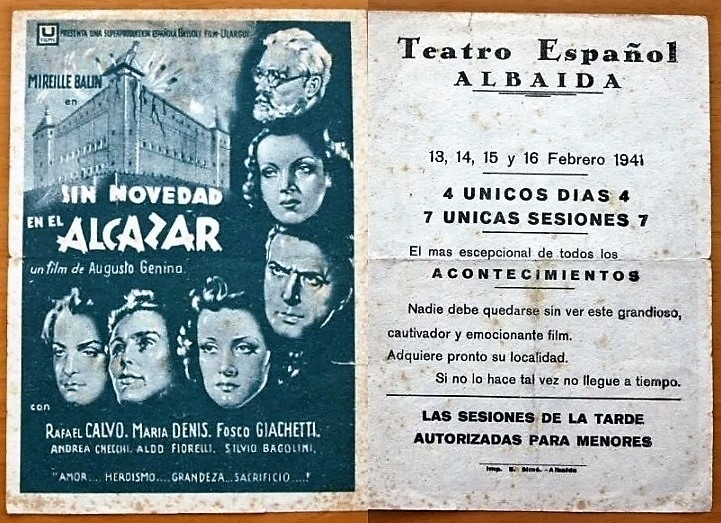 U
FILMS
PRESENTA UNA SUPERPRODUCCION ESPAÑOLA BASSOLI FILM-ULARGUI
MIREILLE BALIN
en
SIN NOVEDAD
EN EL
ALCAZAR
un film de Augusto Genina
con
RAFAEL CALVO. MARIA DENIS. FOSCO GIACHETTI.
ANDREA CHECCHI. ALDO FIORELLI. SILVIO BAGOLINI,
"AMOR.... HEROISMO.... GRANDEZA... SACRIFICIO.....!"
Teatro Español
ALBAIDA
13, 14, 15 y 16 Febrero 1941
4 UNICOS DIAS 4
7 UNICAS SESIONES 7
El mas escepcional de todos los
ACONTECIMIENTOS
Nadie debe quedarse sin ver este grandioso,
cautivador y emocionante film.
Adquiere pronto su localidad.
Si no lo hace tal vez no llegue a tiempo.
LAS SESIONES DE LA TARDE
AUTORIZADAS PARA MENORES
Imp. -Albaida